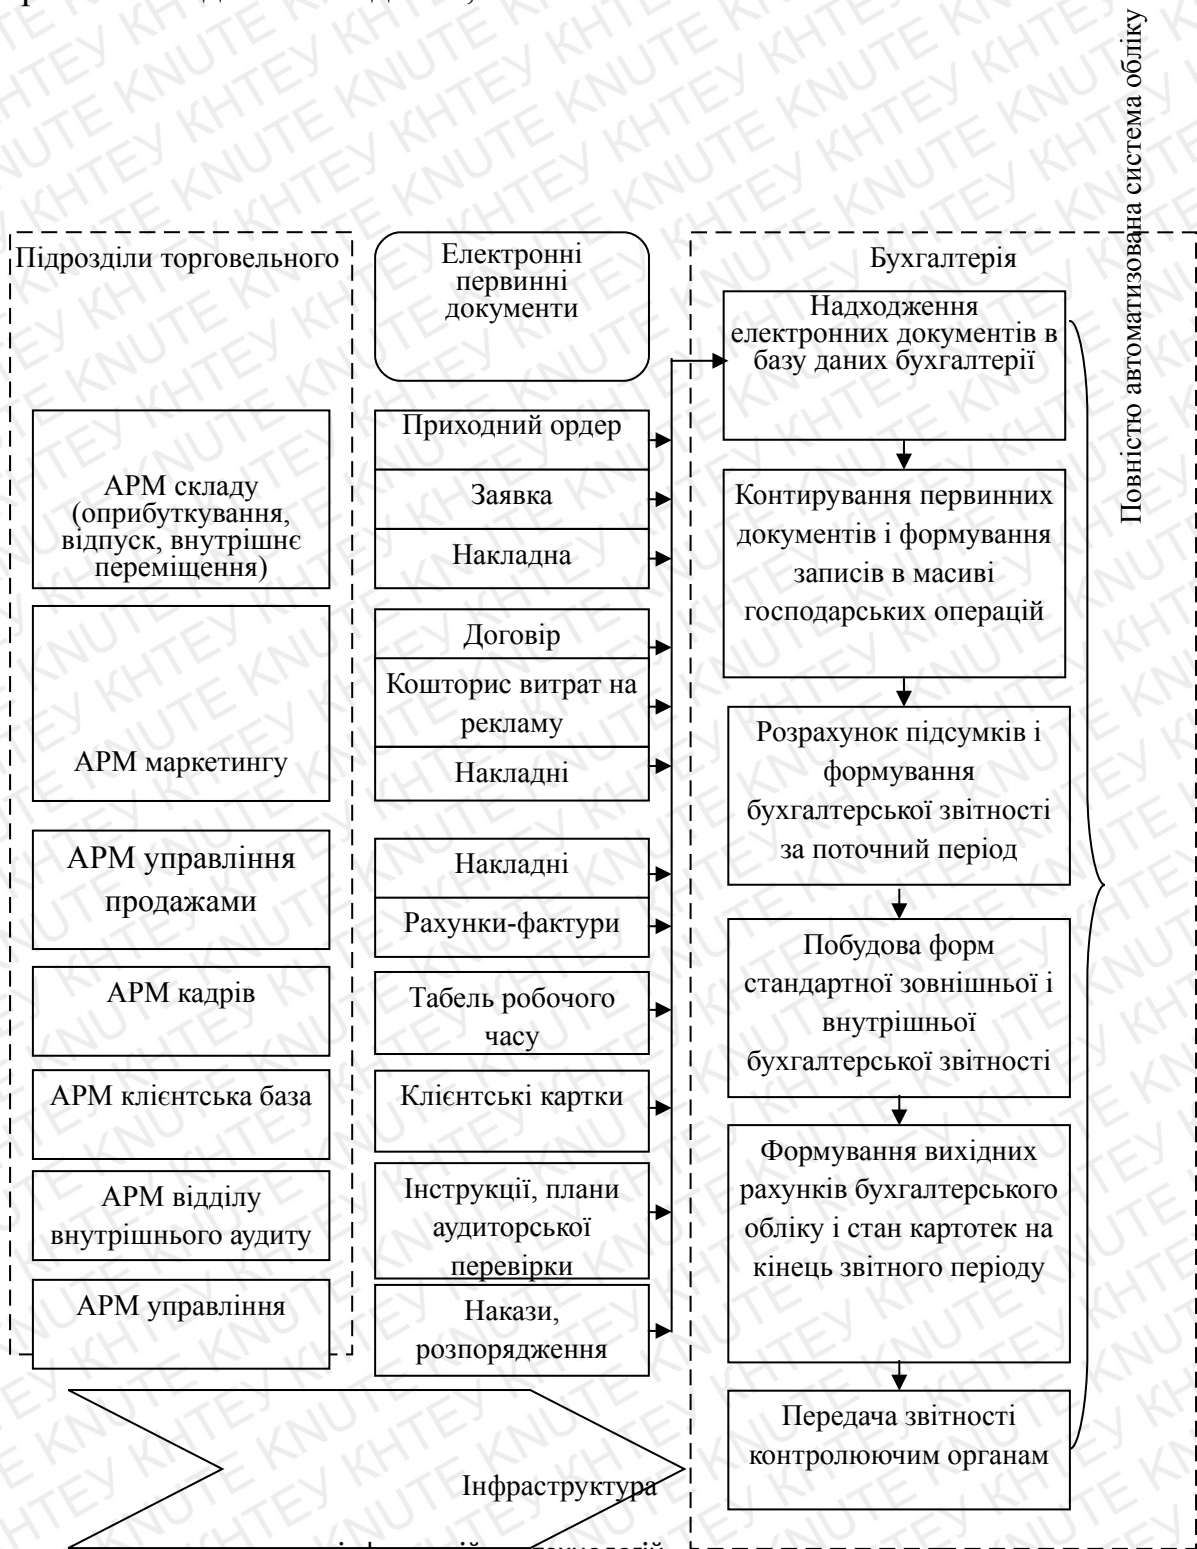 Повністю автоматизована система обліку
Підрозділи торговельного
Електронні
первинні
документи
Бухгалтерія
Надходження
електронних документів в
базу даних бухгалтерії
АРМ складу
(оприбуткування,
відпуск, внутрішнє
переміщення)
Приходний ордер
Заявка
Накладна
Контирування первинних
документів і формування
записів в масиві
господарських операцій
АРМ маркетингу
Договір
Кошторис витрат на
рекламу
Накладні
Розрахунок підсумків і
формування
бухгалтерської звітності
за поточний період
АРМ управління
продажами
Накладні
Рахунки-фактури
Побудова форм
стандартної зовнішньої і
внутрішньої
бухгалтерської звітності
АРМ кадрів
Табель робочого
часу
АРМ клієнтська база
Клієнтські картки
Формування вихідних
рахунків бухгалтерського
обліку і стан картотек на
кінець звітного періоду
АРМ відділу
внутрішнього аудиту
Інструкції, плани
аудиторської
перевірки
АРМ управління
Накази,
розпорядження
Передача звітності
контролюючим органам
Інфраструктура